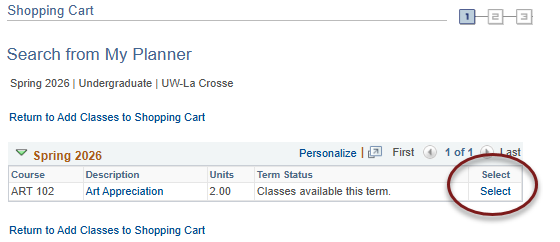 Shopping Cart
1 2 3
Search from My Planner
Spring 2026 | Undergraduate | UW-La Crosse
Return to Add Classes to Shopping Cart
Spring 2026 Personalize | First 1 of 1 Last
Course Description Units Term Status Select
ART 102 Art Appreciation 2.00 Classes available this term. Select
Return to Add Classes to Shopping Cart